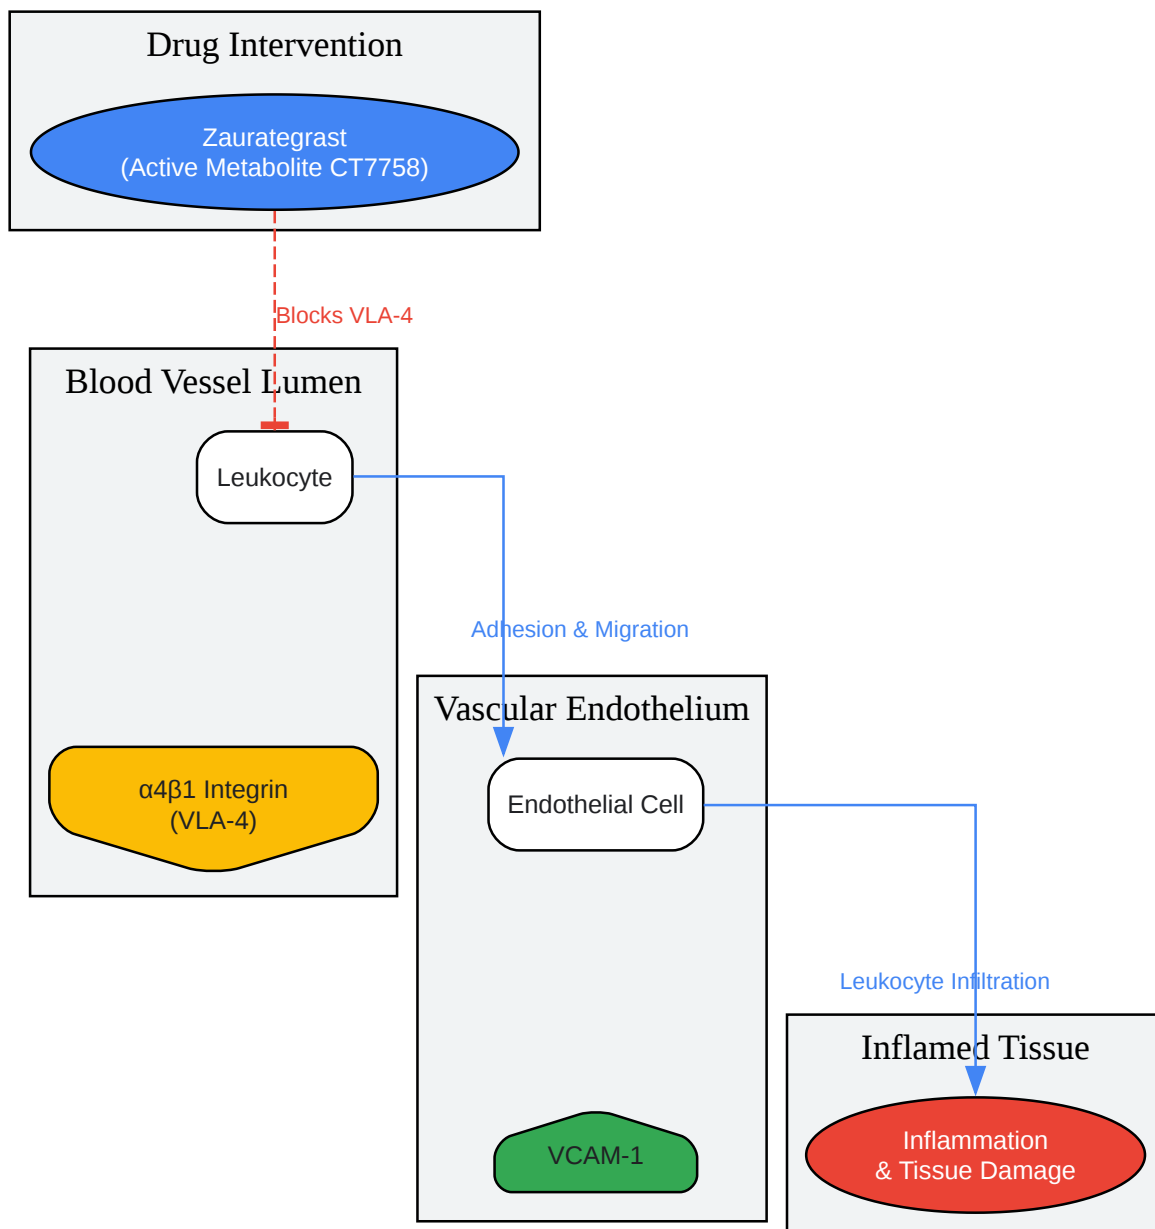 Drug Intervention
Zaurategrast
(Active Metabolite CT7758)
Blocks VLA-4
Blood Vessel Lumen
Leukocyte
Adhesion & Migration
Vascular Endothelium
α4β1 Integrin
(VLA-4)
Endothelial Cell
Leukocyte Infiltration
Inflamed Tissue
Inflammation
& Tissue Damage
VCAM-1